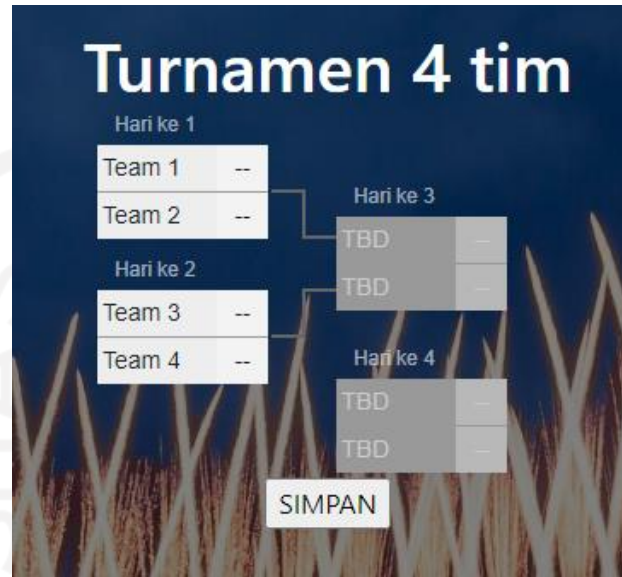 Turnamen 4 tim
Hari ke 1
Team 1 --
Team 2 --
Hari ke 2
Team 3 --
Team 4 --
Hari ke 3
TBD --
TBD --
Hari ke 4
TBD --
TBD --
SIMPAN